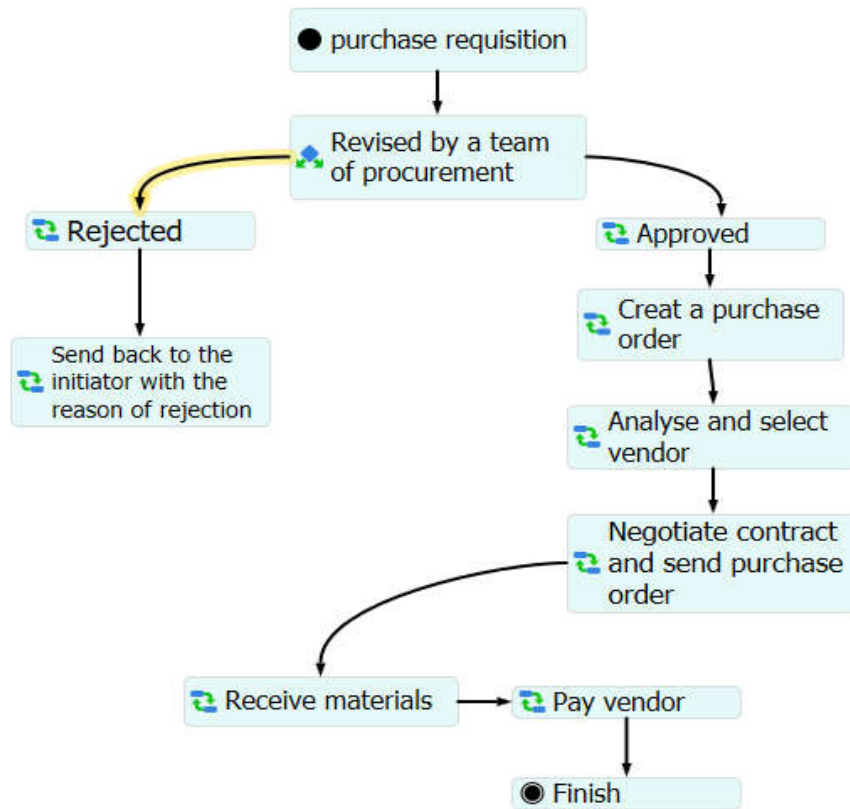 purchase requisition
Revised by a team
of procurement
Rejected
Approved
Send back to the
initiator with the
reason of rejection
Creat a purchase
order
Analyse and select
vendor
Negotiate contract
and send purchase
order
Receive materials
Pay vendor
Finish